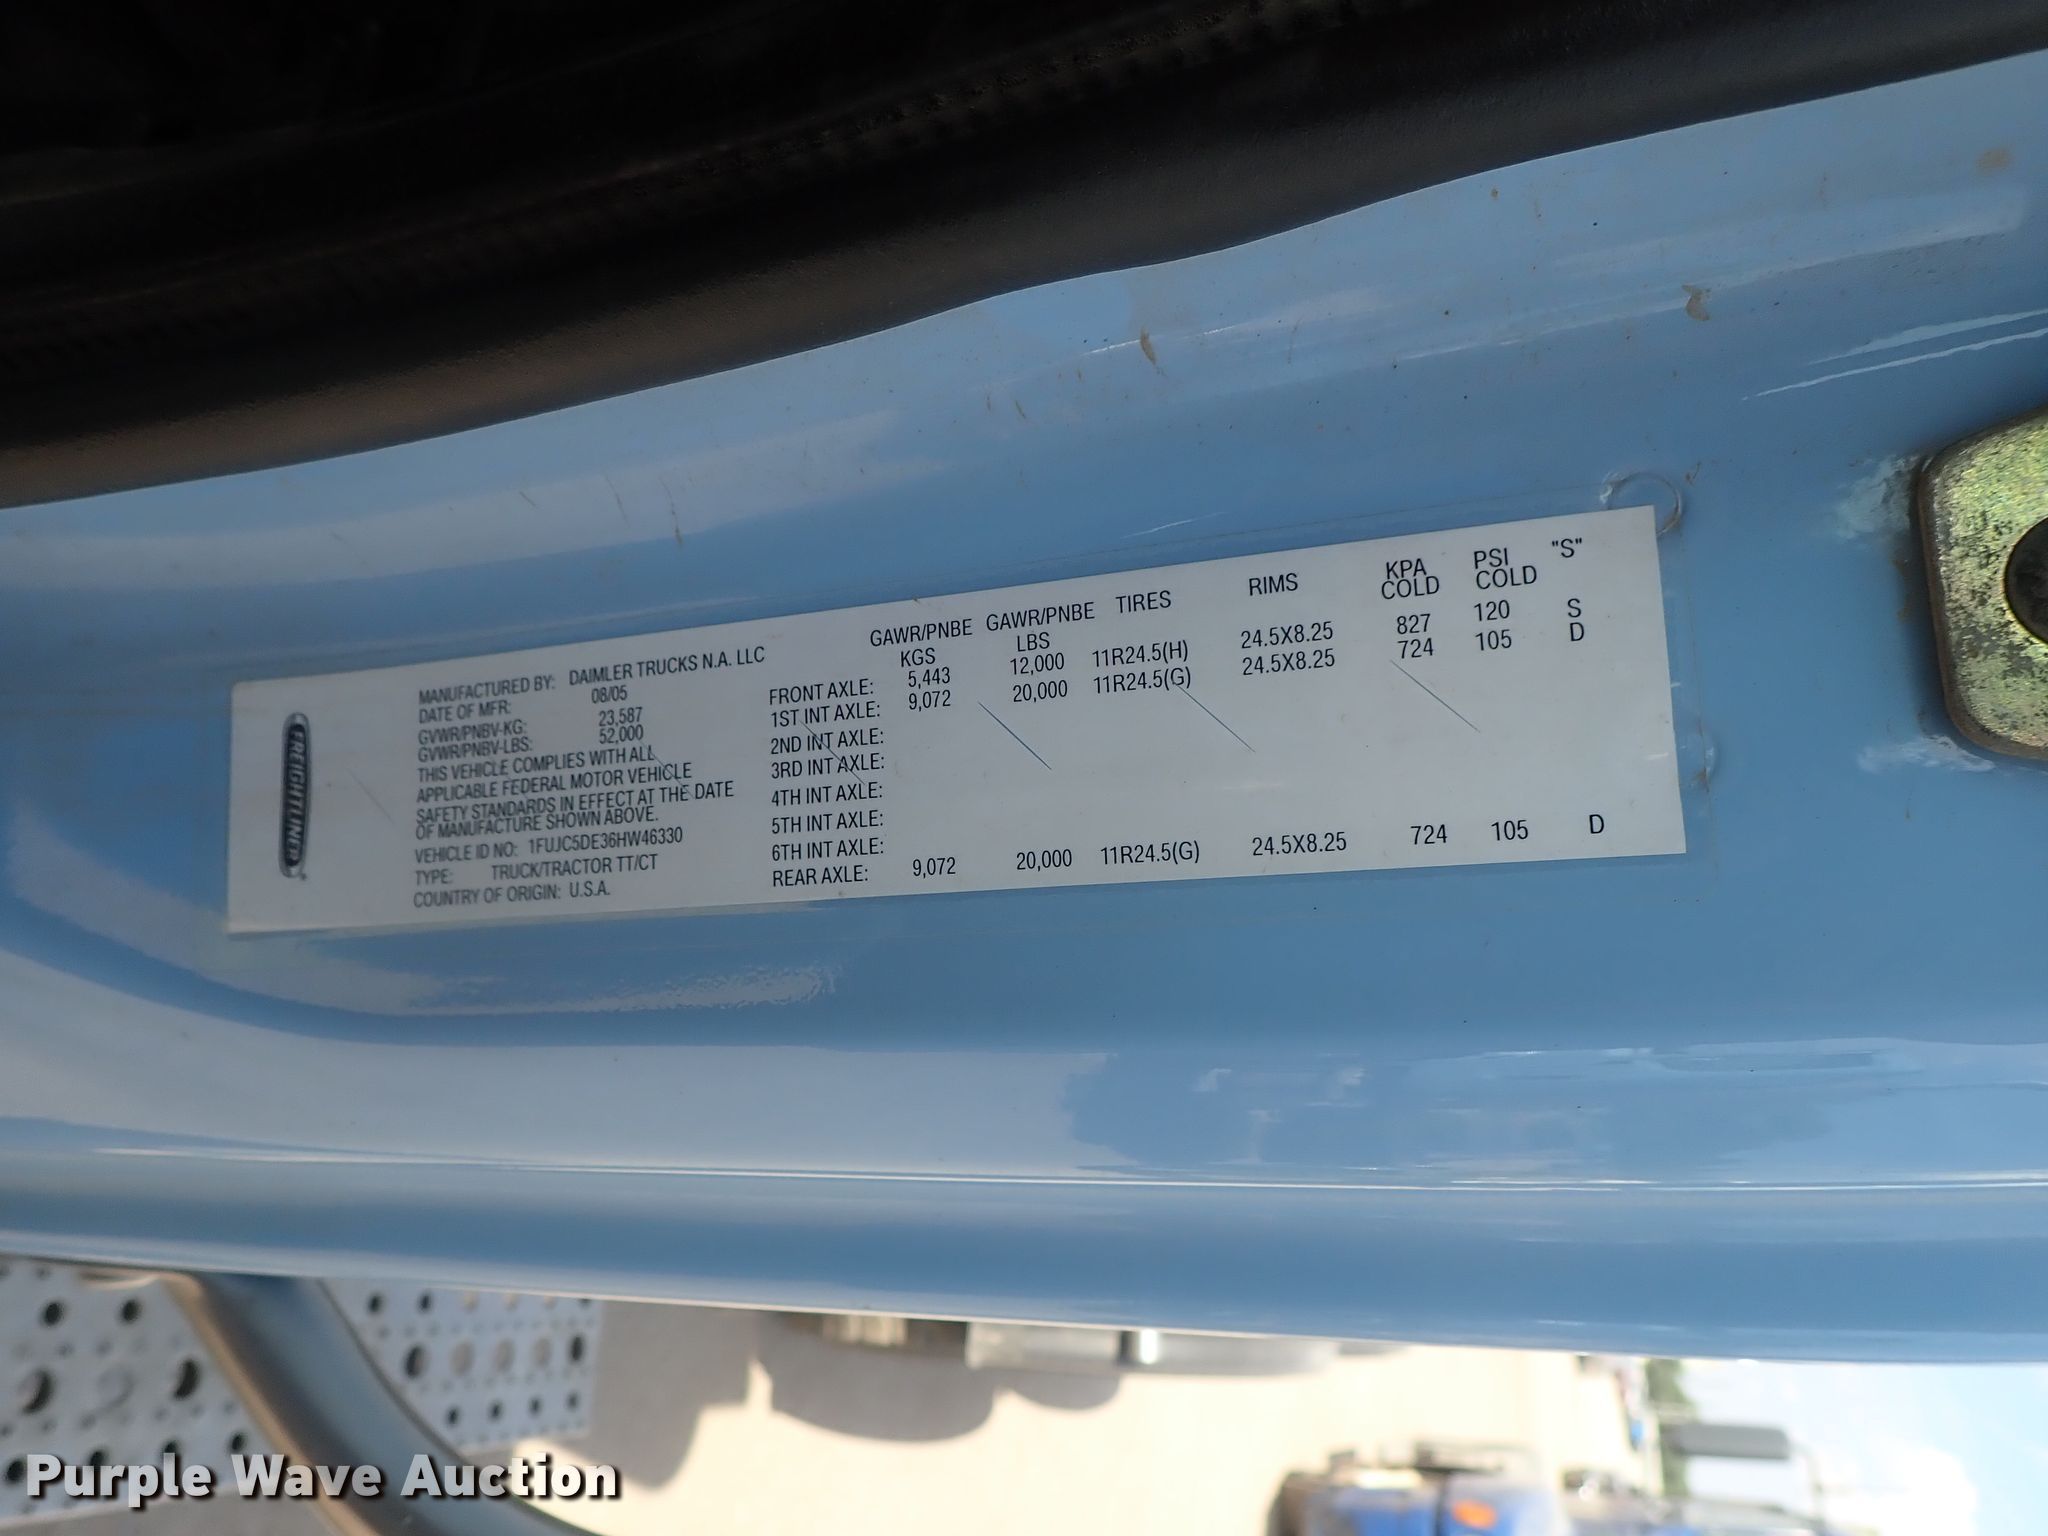 FREIGHTLINER
MANUFACTURED BY: DAIMLER TRUCKS N.A. LLC
DATE OF MFR: 08/05
GVWR/PNBV-KG: 23,587
GVWR/PNBV-LBS: 52,000
THIS VEHICLE COMPLIES WITH ALL
APPLICABLE FEDERAL MOTOR VEHICLE
SAFETY STANDARDS IN EFFECT AT THE DATE
OF MANUFACTURE SHOWN ABOVE.
VEHICLE ID NO: 1FUJC5DE36HW46330
TYPE: TRUCK/TRACTOR TT/CT
COUNTRY OF ORIGIN: U.S.A.
GAWR/PNBE GAWR/PNBE TIRES RIMS KPA PSI "S"
KGS LBS COLD COLD
FRONT AXLE: 5,443 12,000 11R24.5(H) 24.5X8.25 827 120 S
1ST INT AXLE: 9,072 20,000 11R24.5(G) 24.5X8.25 724 105 D
2ND INT AXLE:
3RD INT AXLE:
4TH INT AXLE:
5TH INT AXLE:
6TH INT AXLE:
REAR AXLE: 9,072 20,000 11R24.5(G) 24.5X8.25 724 105 D
Purple Wave Auction